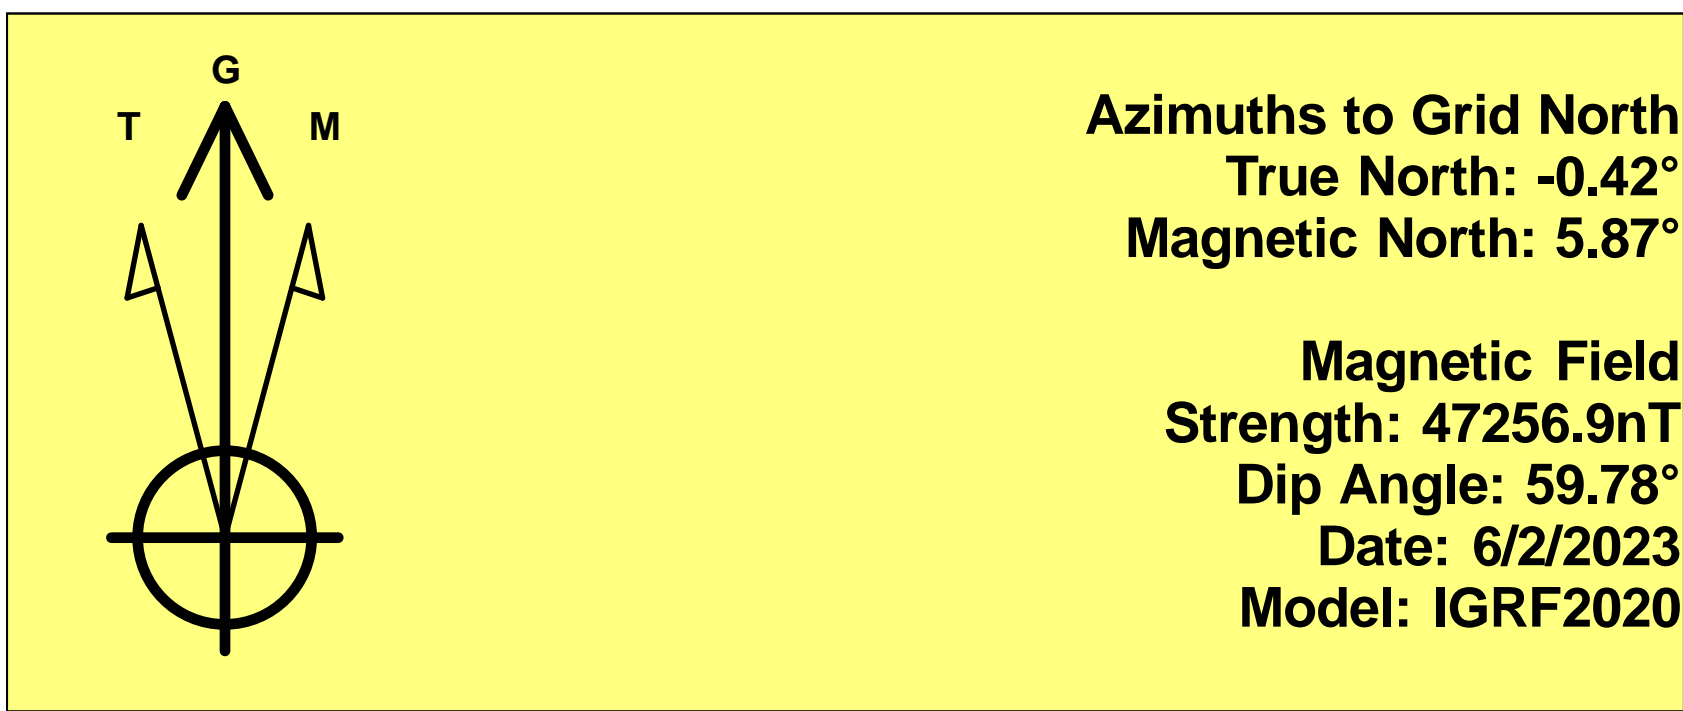 G
T M
Azimuths to Grid North
True North: -0.42°
Magnetic North: 5.87°
Magnetic Field
Strength: 47256.9nT
Dip Angle: 59.78°
Date: 6/2/2023
Model: IGRF2020